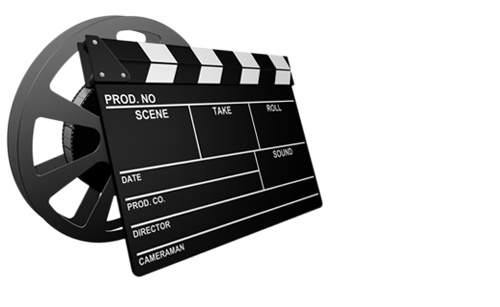 PROD. NO
SCENE TAKE ROLL
SOUND
DATE
PROD. CO.
DIRECTOR
CAMERAMAN